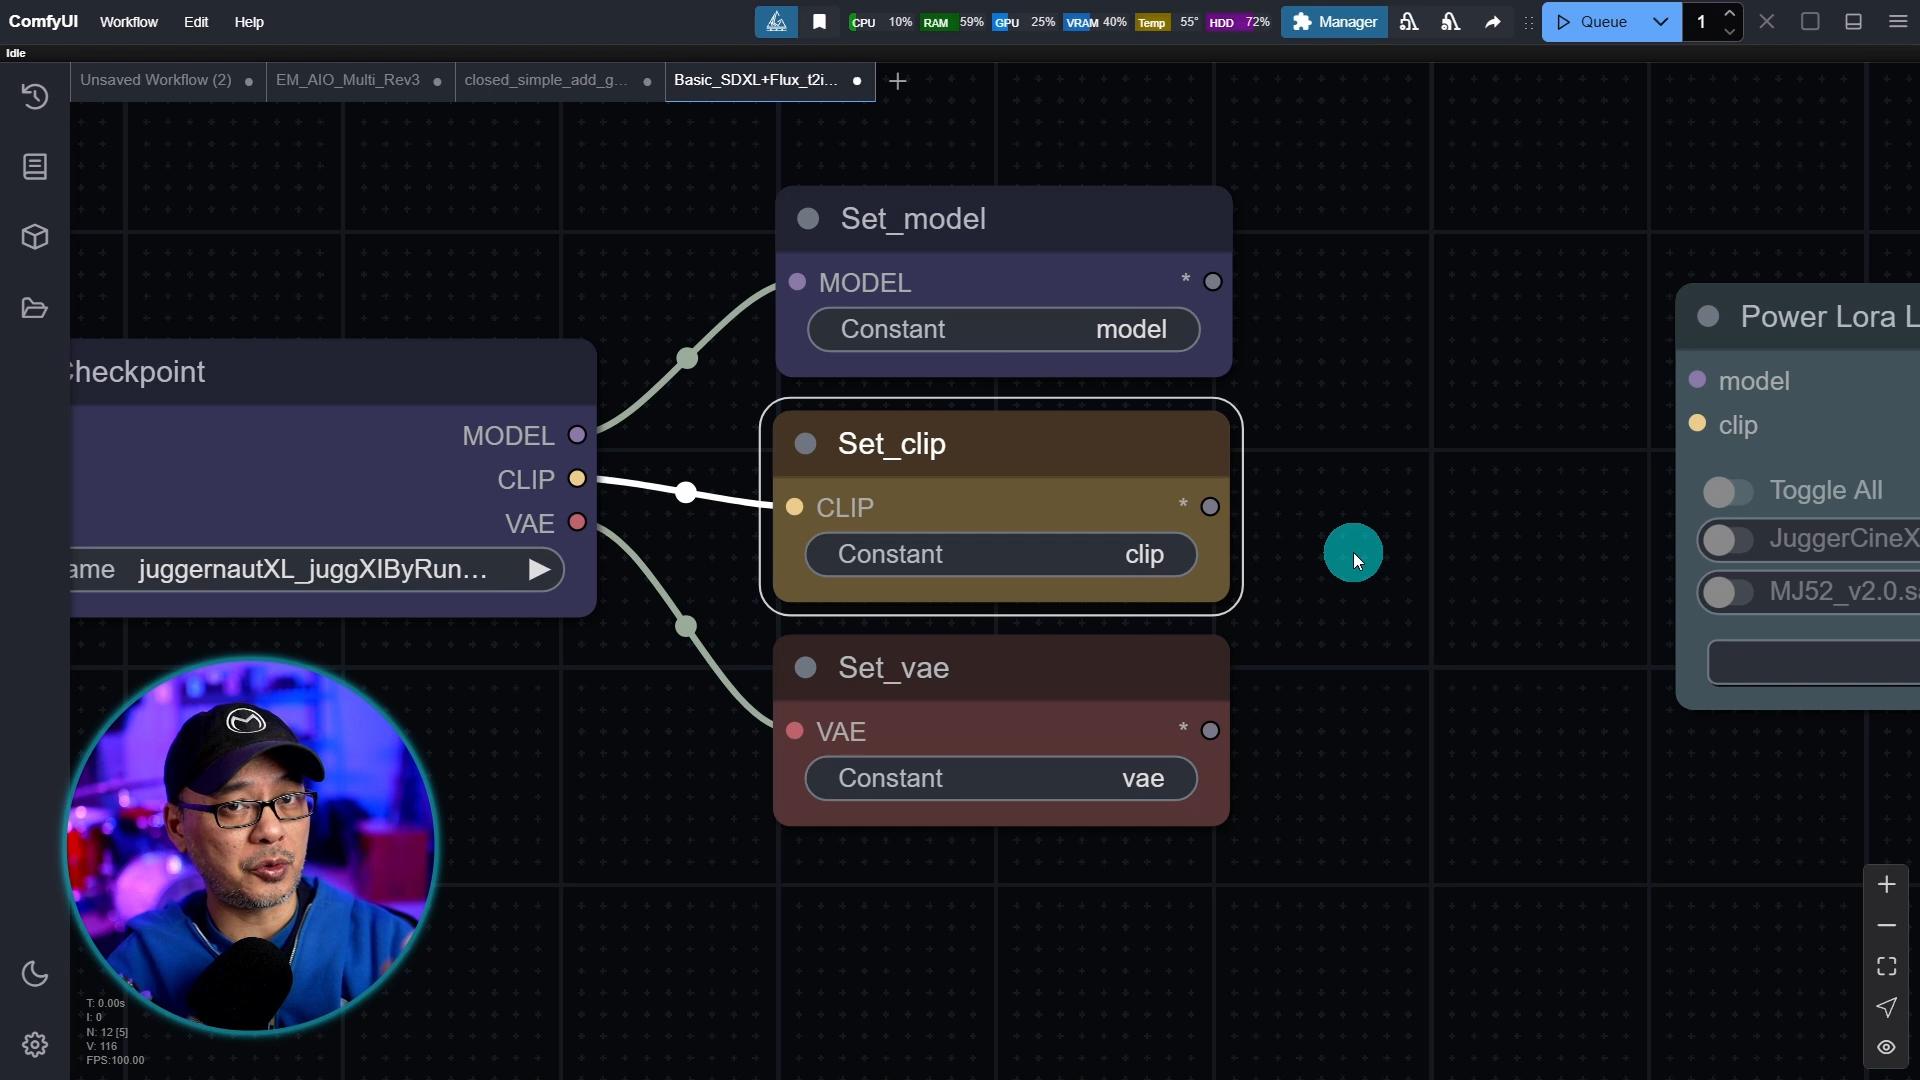 ComfyUI Workflow Edit Help CPU 10% RAM 59% GPU 25% VRAM 40% Temp 55° HDD 72% Manager Queue 1
Idle
Unsaved Workflow (2) EM_AIO_Multi_Rev3 closed_simple_add_g... Basic_SDXL+Flux_t2i...
Set_model
MODEL *
Constant model
Checkpoint
MODEL
CLIP
VAE
ame juggernautXL_juggXIByRun...
Set_clip
CLIP *
Constant clip
Set_vae
VAE *
Constant vae
Power Lora L
model
clip
Toggle All
JuggerCineX
MJ52_v2.0.sa
T: 0.00s
I: 0
N: 12 [5]
V: 116
FPS:100.00